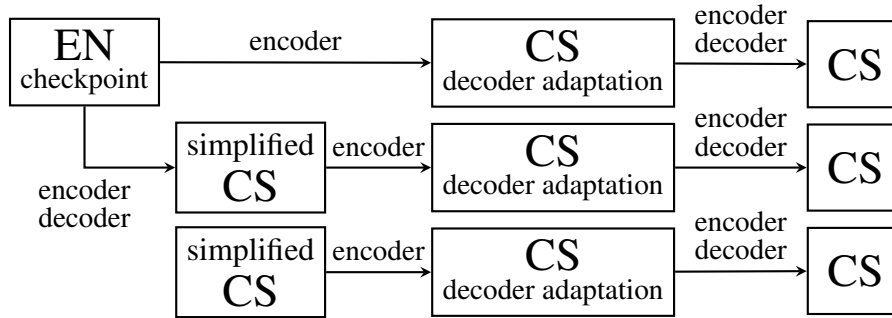 EN
checkpoint
encoder
CS
decoder adaptation
encoder
decoder
CS
encoder
decoder
simplified
CS
encoder
CS
decoder adaptation
encoder
decoder
CS
simplified
CS
encoder
CS
decoder adaptation
encoder
decoder
CS